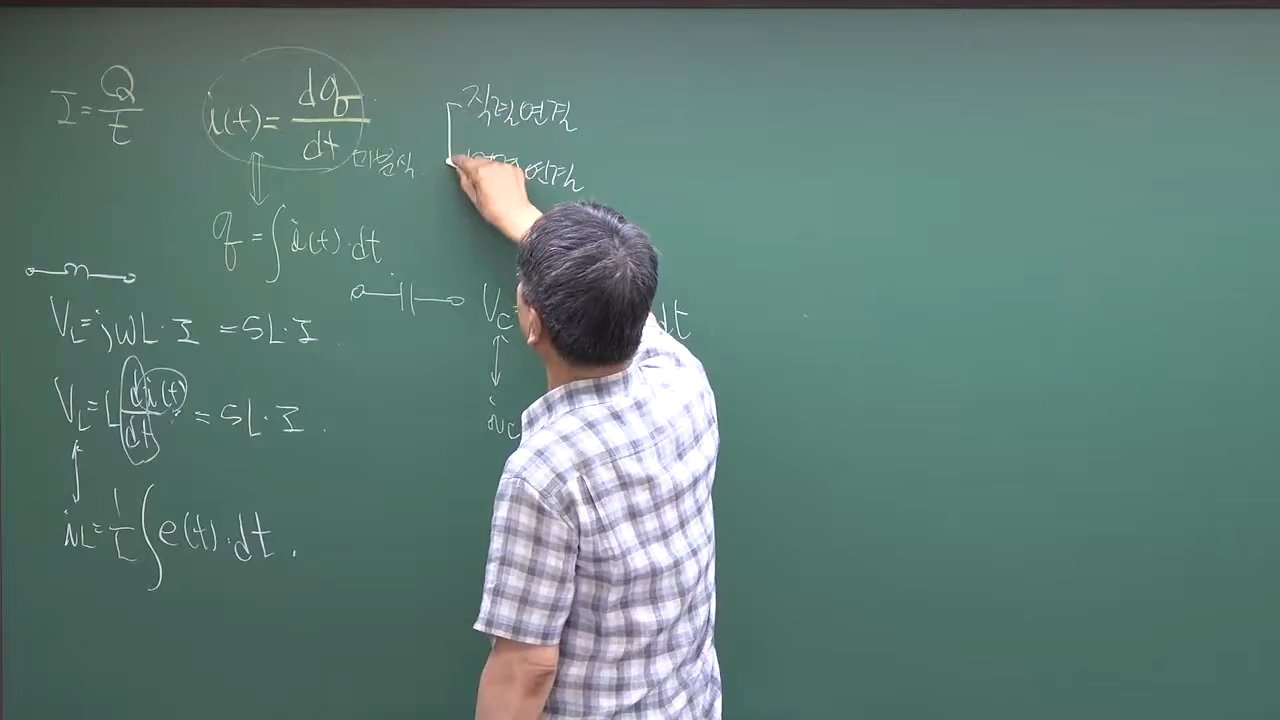 I = Q/t
i(t) = dq/dt 미분식
q = ∫ i(t)·dt
V_L = jωL·I = SL·I
V_L = L di(t)/dt = SL·I
i_L = 1/L ∫ e(t)·dt
직렬연결
연결
V_C dt
i_C